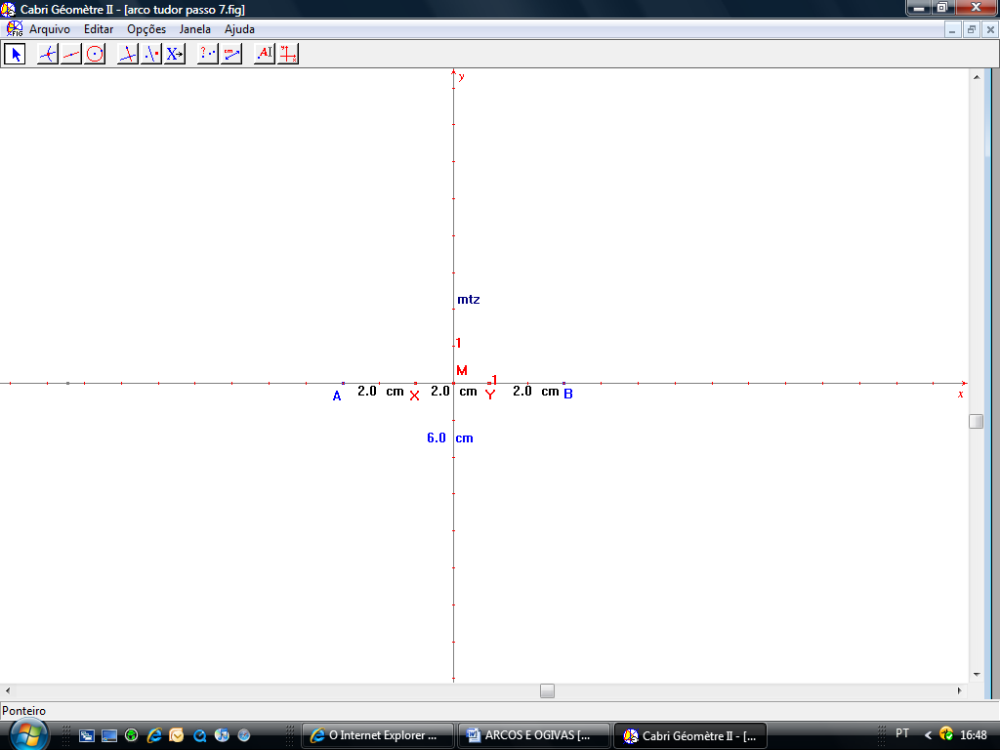 Cabri Géomètre II - [arco tudor passo 7.fig]
FIG Arquivo Editar Opções Janela Ajuda
X ? cm A
y
mtz
1
M
1
A 2.0 cm X 2.0 cm Y 2.0 cm B x
6.0 cm
Ponteiro
O Internet Explorer ... ARCOS E OGIVAS [... Cabri Géomètre II - [... PT < 16:48